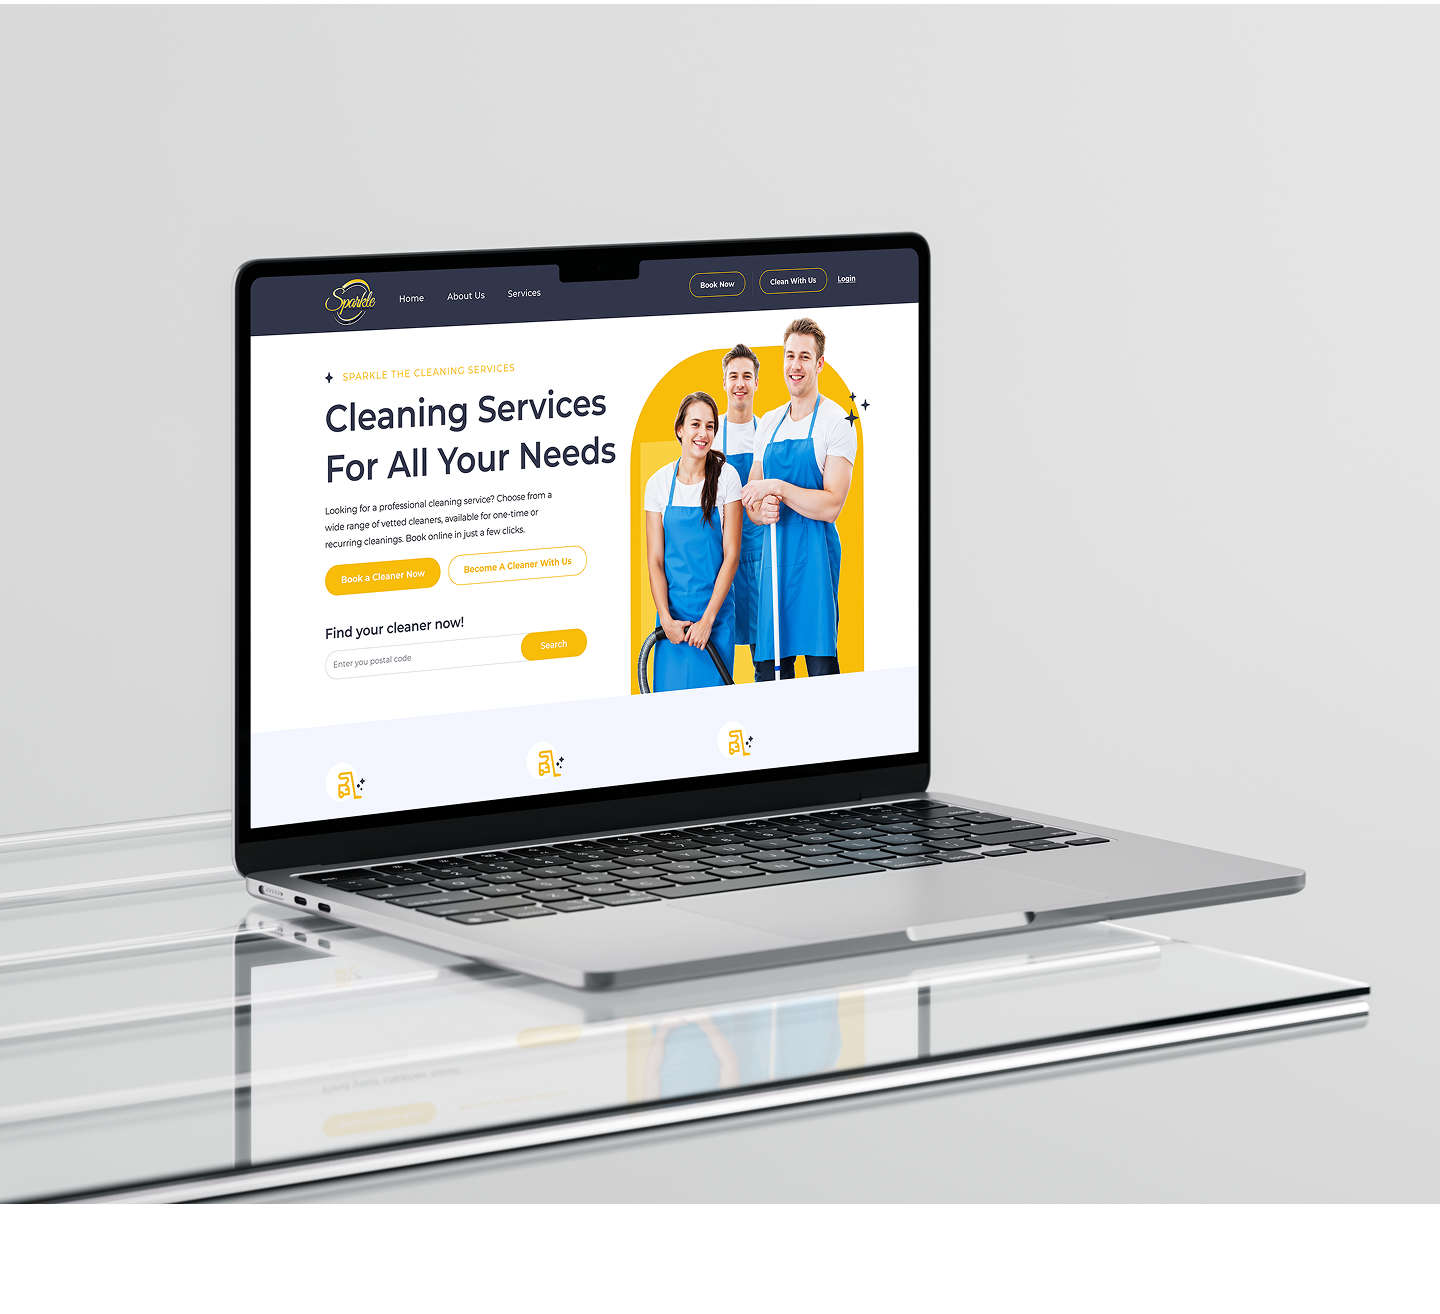 Sparkle
Home
About Us
Services
Book Now
Clean With Us
Login
SPARKLE THE CLEANING SERVICES
Cleaning Services
For All Your Needs
Looking for a professional cleaning service? Choose from a
wide range of vetted cleaners, available for one-time or
recurring cleanings. Book online in just a few clicks.
Book a Cleaner Now
Become A Cleaner With Us
Find your cleaner now!
Enter you postal code
Search